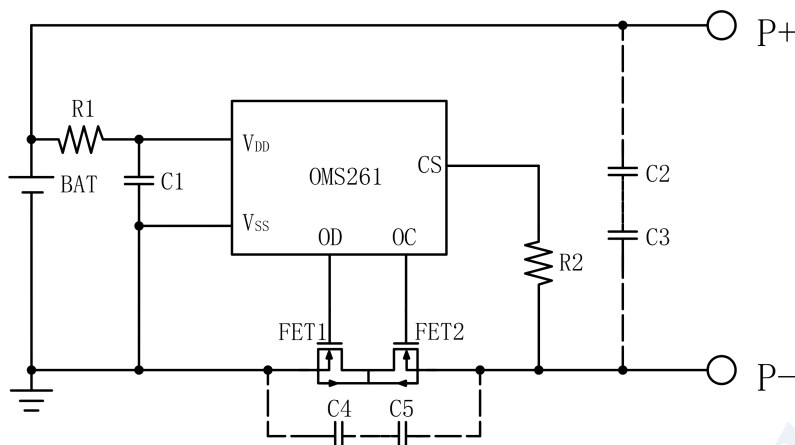 P+
R1
VDD
CS
OMS261
BAT
C1
C2
VSS
OD
OC
C3
R2
FET1
FET2
P-
C4
C5